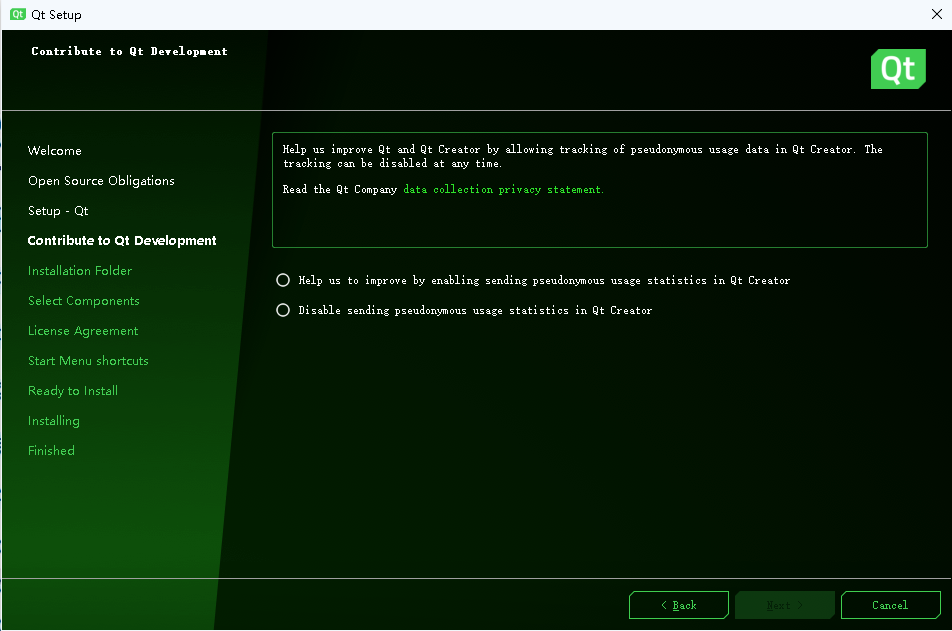 Qt Qt Setup
Contribute to Qt Development
Qt
Welcome
Open Source Obligations
Setup - Qt
Contribute to Qt Development
Installation Folder
Select Components
License Agreement
Start Menu shortcuts
Ready to Install
Installing
Finished
Help us improve Qt and Qt Creator by allowing tracking of pseudonymous usage data in Qt Creator. The
tracking can be disabled at any time.
Read the Qt Company data collection privacy statement.
Help us to improve by enabling sending pseudonymous usage statistics in Qt Creator
Disable sending pseudonymous usage statistics in Qt Creator
< Back
Next >
Cancel